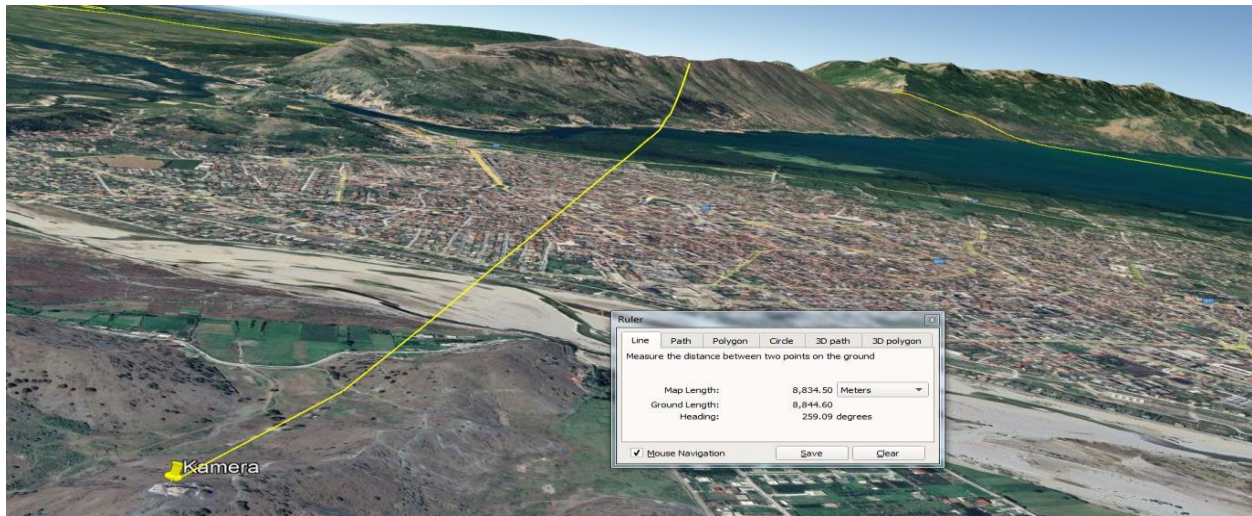 Kamera
Ruler
Line Path Polygon Circle 3D path 3D polygon
Measure the distance between two points on the ground
Map Length: 8,834.50 Meters
Ground Length: 8,844.60
Heading: 259.09 degrees
Mouse Navigation Save Clear